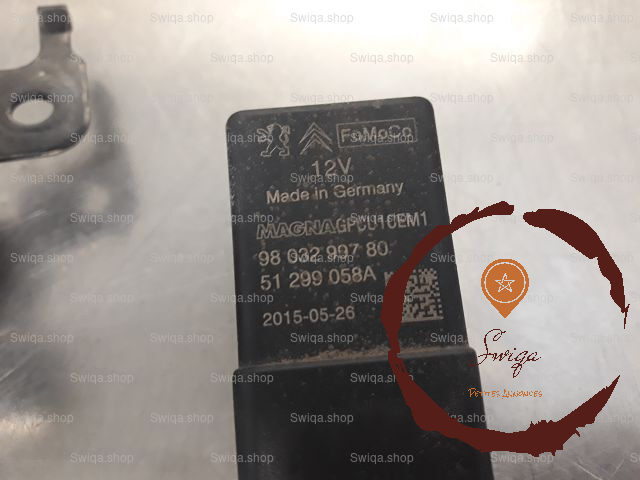 FoMoCo
12V
Made in Germany
MAGNA GPCU10EM1
98 032 997 80
51 299 058A
2015-05-26
Swiqa
Petites Annonces
Swiqa.shop